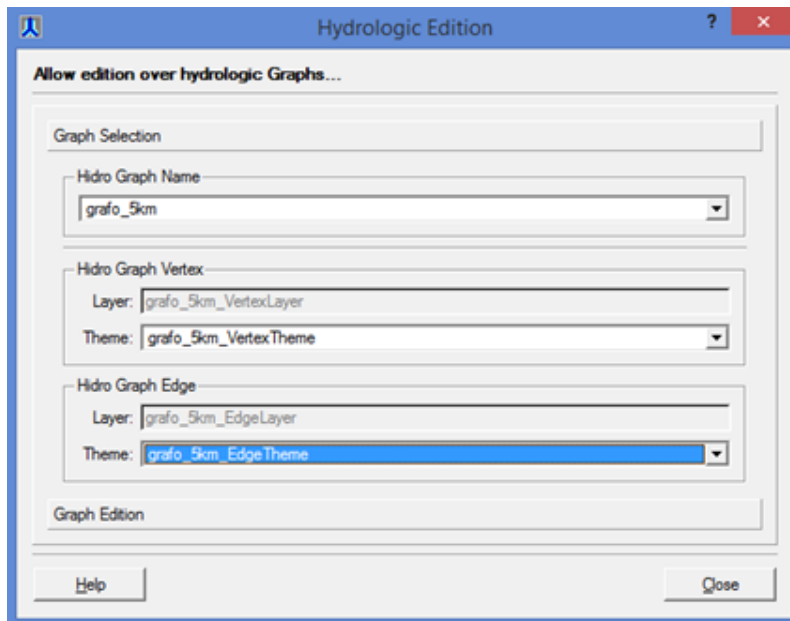 Hydrologic Edition
?
Allow edition over hydrologic Graphs...
Graph Selection
Hidro Graph Name
grafo_5km
Hidro Graph Vertex
Layer: grafo_5km_VertexLayer
Theme: grafo_5km_VertexTheme
Hidro Graph Edge
Layer: grafo_5km_EdgeLayer
Theme: grafo_5km_EdgeTheme
Graph Edition
Help Close